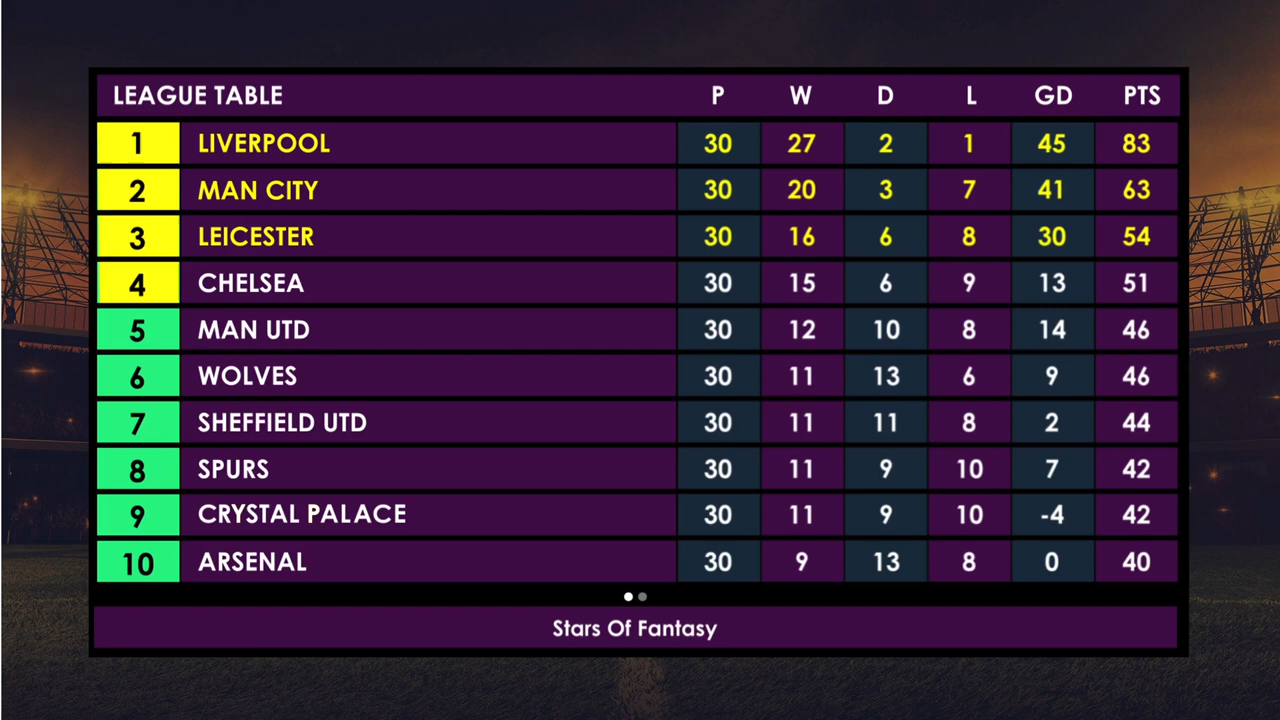 LEAGUE TABLE P W D L GD PTS
1 LIVERPOOL 30 27 2 1 45 83
2 MAN CITY 30 20 3 7 41 63
3 LEICESTER 30 16 6 8 30 54
4 CHELSEA 30 15 6 9 13 51
5 MAN UTD 30 12 10 8 14 46
6 WOLVES 30 11 13 6 9 46
7 SHEFFIELD UTD 30 11 11 8 2 44
8 SPURS 30 11 9 10 7 42
9 CRYSTAL PALACE 30 11 9 10 -4 42
10 ARSENAL 30 9 13 8 0 40
Stars Of Fantasy